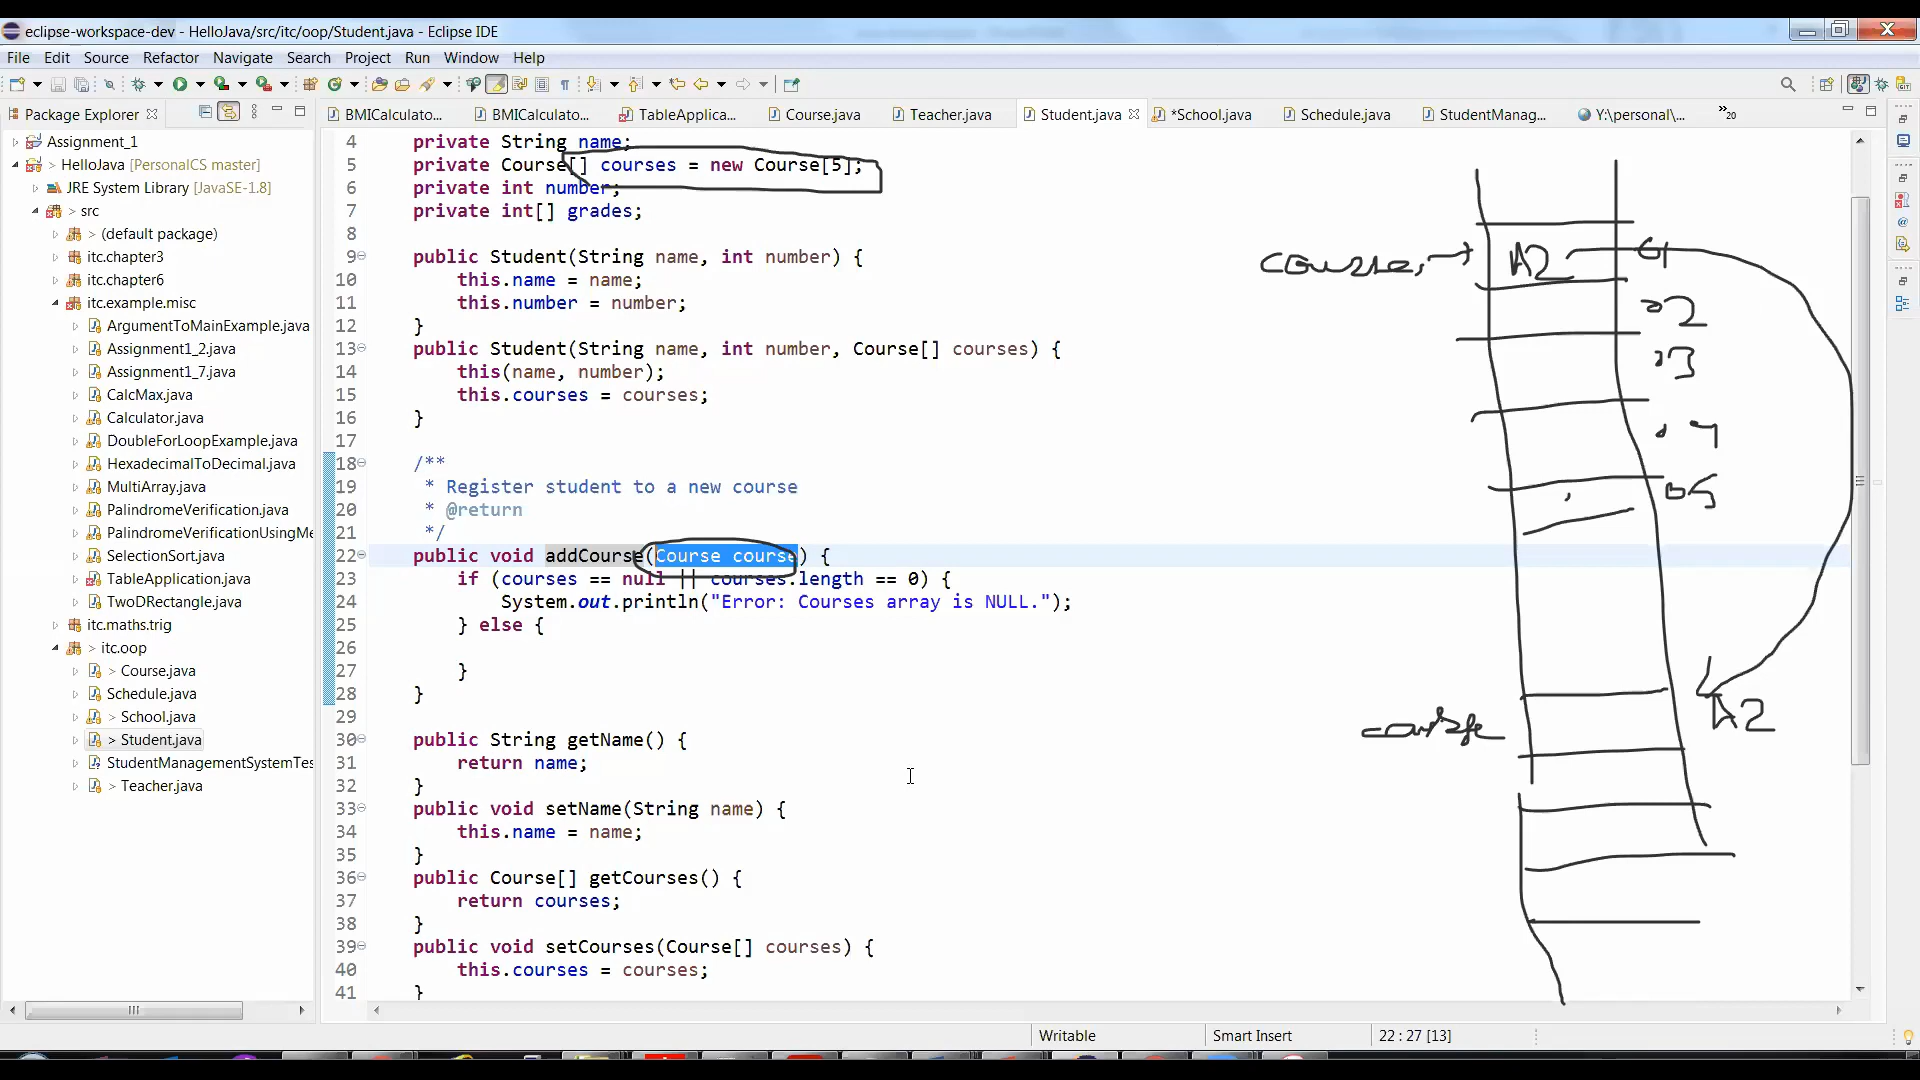 eclipse-workspace-dev - HelloJava/src/itc/oop/Student.java - Eclipse IDE
File Edit Source Refactor Navigate Search Project Run Window Help
Package Explorer
BMICalculato... BMICalculato... TableApplica... Course.java Teacher.java Student.java *School.java Schedule.java StudentManag... Y:\personal\... »20
Assignment_1
> HelloJava [PersonalCS master]
JRE System Library [JavaSE-1.8]
> src
> (default package)
itc.chapter3
itc.chapter6
itc.example.misc
ArgumentToMainExample.java
Assignment1_2.java
Assignment1_7.java
CalcMax.java
Calculator.java
DoubleForLoopExample.java
HexadecimalToDecimal.java
MultiArray.java
PalindromeVerification.java
PalindromeVerificationUsingMe
SelectionSort.java
TableApplication.java
TwoDRectangle.java
itc.maths.trig
> itc.oop
> Course.java
Schedule.java
> School.java
> Student.java
StudentManagementSystemTes
> Teacher.java
4 private String name;
5 private Course[] courses = new Course[5];
6 private int number;
7 private int[] grades;
8
9 public Student(String name, int number) {
10 this.name = name;
11 this.number = number;
12 }
13 public Student(String name, int number, Course[] courses) {
14 this(name, number);
15 this.courses = courses;
16 }
17
18 /**
19 * Register student to a new course
20 * @return
21 */
22 public void addCourse(Course course) {
23 if (courses == null || courses.length == 0) {
24 System.out.println("Error: Courses array is NULL.");
25 } else {
26
27 }
28 }
29
30 public String getName() {
31 return name;
32 }
33 public void setName(String name) {
34 this.name = name;
35 }
36 public Course[] getCourses() {
37 return courses;
38 }
39 public void setCourses(Course[] courses) {
40 this.courses = courses;
41 }
A2
02
03
05
course
A2
Writable Smart Insert 22 : 27 [13]